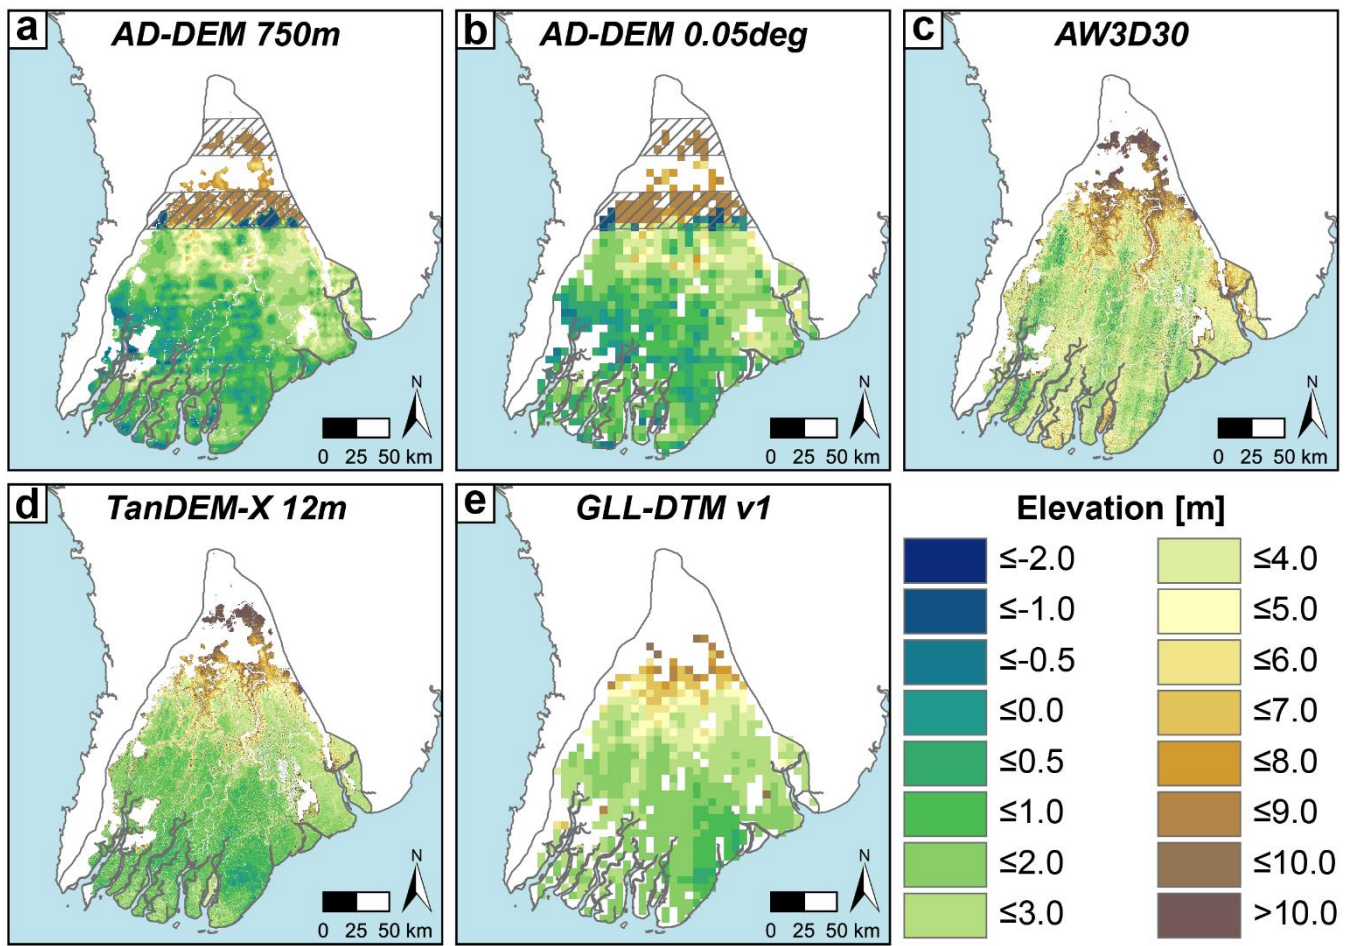 a AD-DEM 750m
N
0 25 50 km
b AD-DEM 0.05deg
N
0 25 50 km
c AW3D30
N
0 25 50 km
d TanDEM-X 12m
N
0 25 50 km
e GLL-DTM v1
N
0 25 50 km
Elevation [m]
≤-2.0
≤-1.0
≤-0.5
≤0.0
≤0.5
≤1.0
≤2.0
≤3.0
≤4.0
≤5.0
≤6.0
≤7.0
≤8.0
≤9.0
≤10.0
>10.0